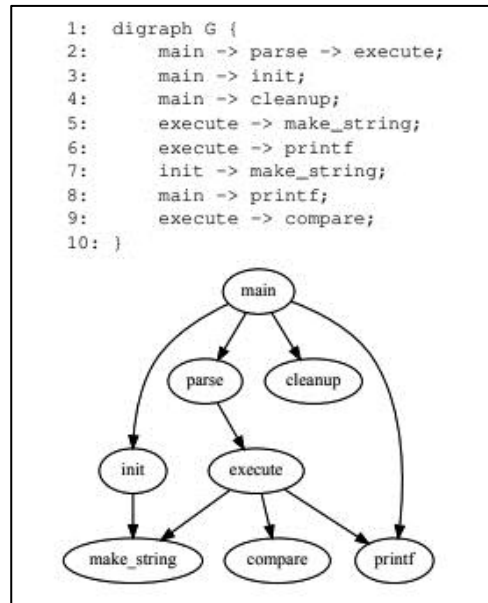 1: digraph G {
2: main -> parse -> execute;
3: main -> init;
4: main -> cleanup;
5: execute -> make_string;
6: execute -> printf
7: init -> make_string;
8: main -> printf;
9: execute -> compare;
10: }
main
parse
cleanup
init
execute
make_string
compare
printf